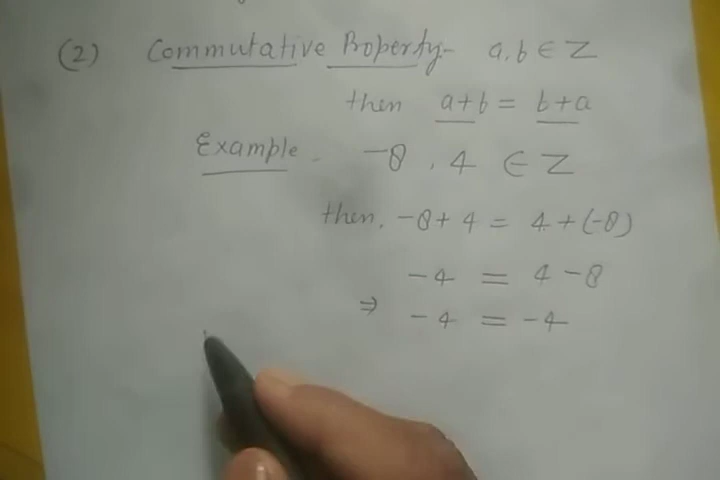 (2) Commutative Property- a, b ∈ Z
then a+b = b+a
Example. -8, 4 ∈ Z
then, -8+4 = 4+(-8)
-4 = 4-8
⇒ -4 = -4